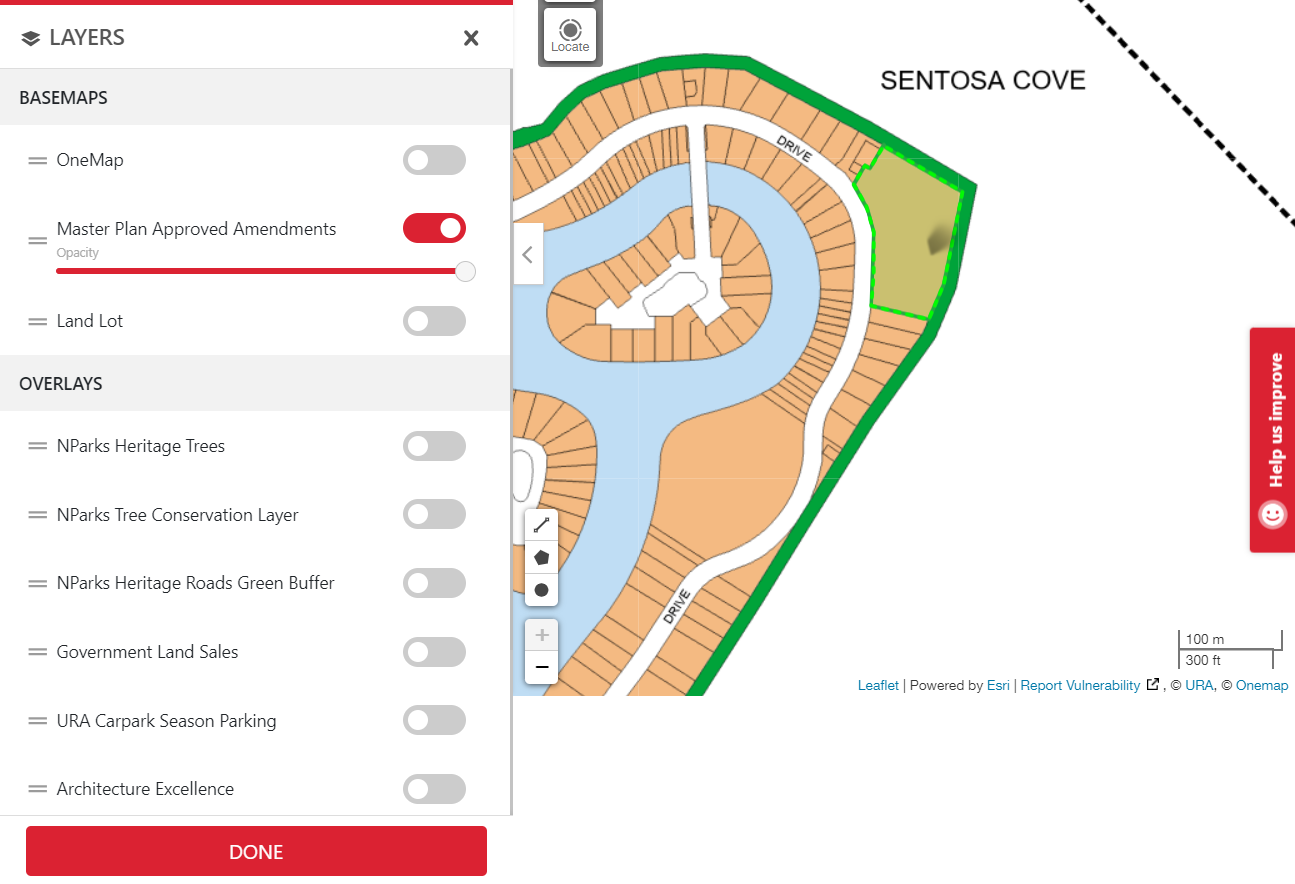 LAYERS
BASEMAPS
OneMap
Master Plan Approved Amendments
Opacity
Land Lot
OVERLAYS
NParks Heritage Trees
NParks Tree Conservation Layer
NParks Heritage Roads Green Buffer
Government Land Sales
URA Carpark Season Parking
Architecture Excellence
DONE
Locate
SENTOSA COVE
DRIVE
DRIVE
Help us improve
100 m
300 ft
Leaflet | Powered by Esri | Report Vulnerability , © URA, © Onemap